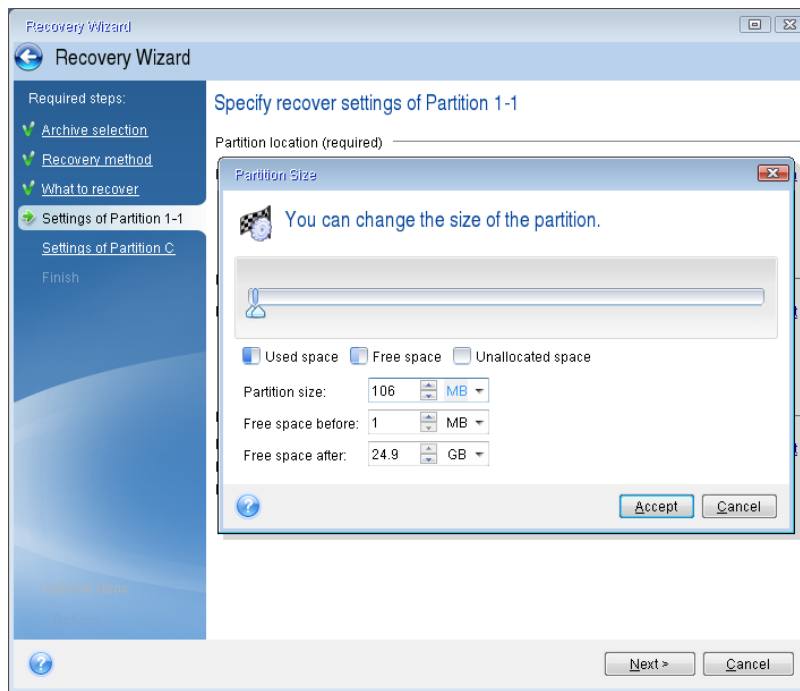 Recovery Wizard
Recovery Wizard
Required steps:
Archive selection
Recovery method
What to recover
Settings of Partition 1-1
Settings of Partition C
Finish
Specify recover settings of Partition 1-1
Partition location (required)
Partition Size
You can change the size of the partition.
Used space Free space Unallocated space
Partition size: 106 MB
Free space before: 1 MB
Free space after: 24.9 GB
Accept Cancel
Next > Cancel